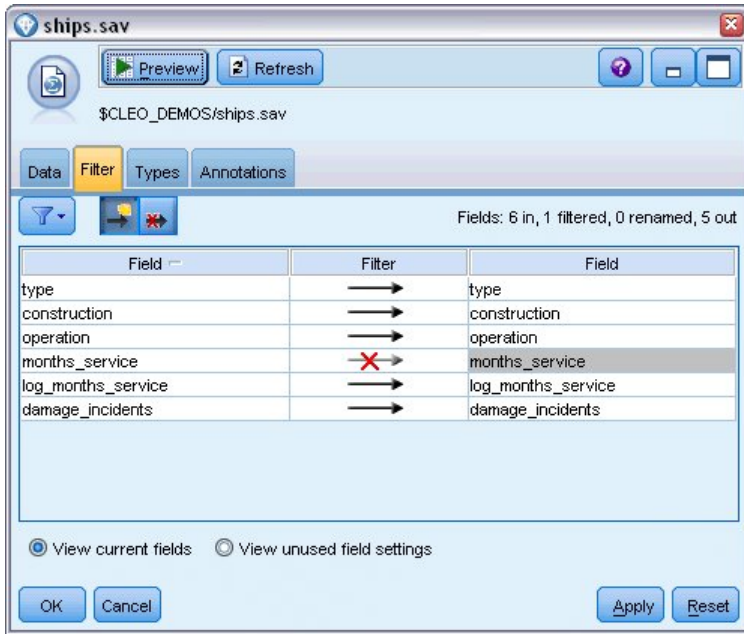 ships.sav
Preview Refresh
$CLEO_DEMOS/ships.sav
Data Filter Types Annotations
Fields: 6 in, 1 filtered, 0 renamed, 5 out
Field Filter Field
type type
construction construction
operation operation
months_service months_service
log_months_service log_months_service
damage_incidents damage_incidents
View current fields View unused field settings
OK Cancel Apply Reset